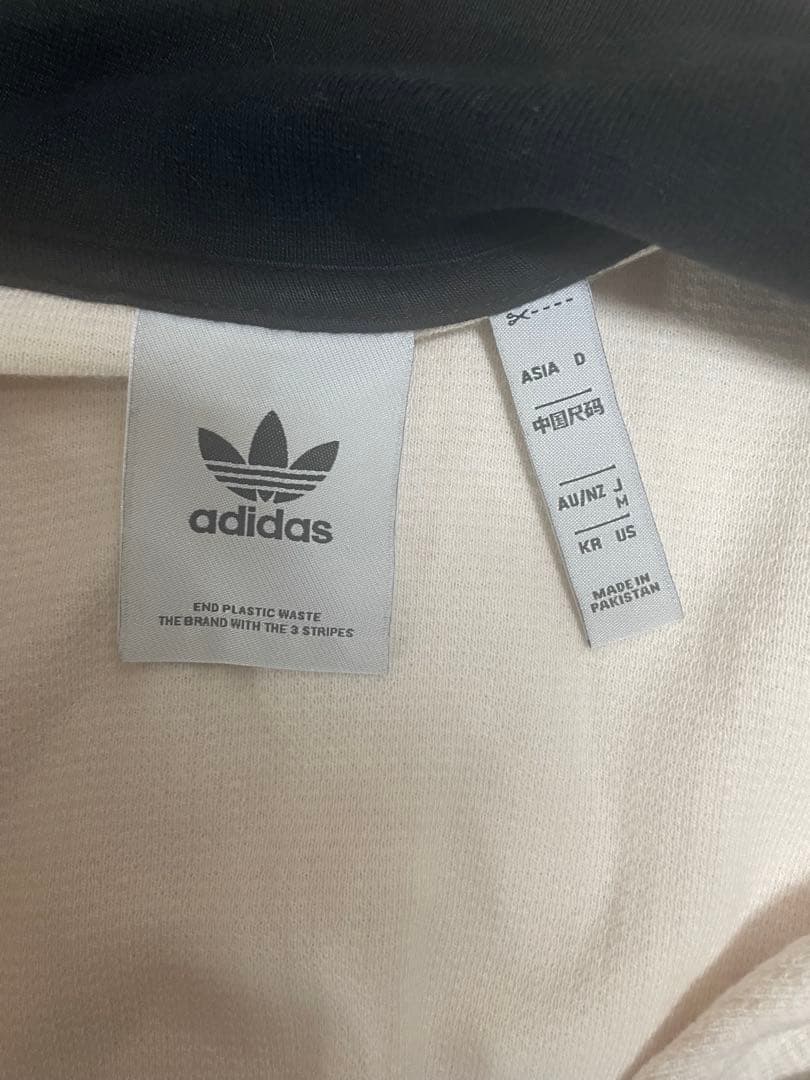 adidas
END PLASTIC WASTE
THE BRAND WITH THE 3 STRIPES
ASIA D
中国尺码
AU/NZ J
M
KR US
MADE IN
PAKISTAN